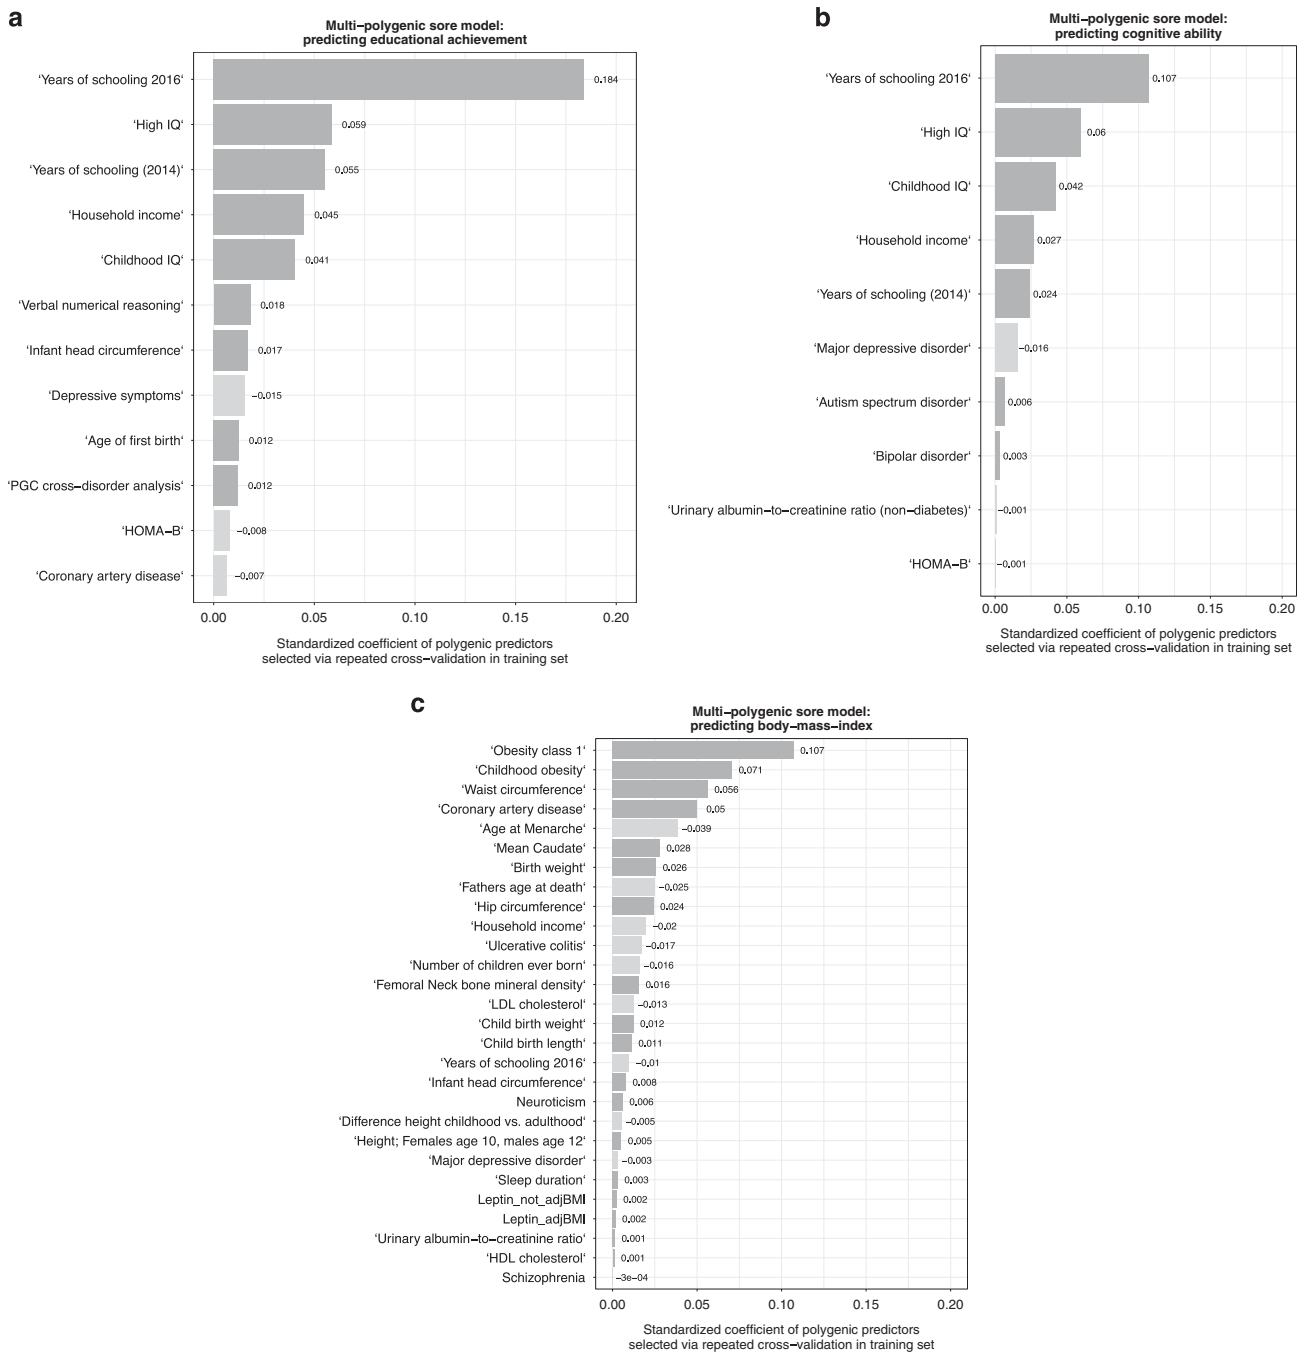 a
Multi−polygenic sore model:
predicting educational achievement
‘Years of schooling 2016‘ 0.184
‘High IQ‘ 0.059
‘Years of schooling (2014)‘ 0.055
‘Household income‘ 0.045
‘Childhood IQ‘ 0.041
‘Verbal numerical reasoning‘ 0.018
‘Infant head circumference‘ 0.017
‘Depressive symptoms‘ −0.015
‘Age of first birth‘ 0.012
‘PGC cross−disorder analysis‘ 0.012
‘HOMA−B‘ −0.008
‘Coronary artery disease‘ −0.007
0.00 0.05 0.10 0.15 0.20
Standardized coefficient of polygenic predictors
selected via repeated cross−validation in training set
b
Multi−polygenic sore model:
predicting cognitive ability
‘Years of schooling 2016‘ 0.107
‘High IQ‘ 0.06
‘Childhood IQ‘ 0.042
‘Household income‘ 0.027
‘Years of schooling (2014)‘ 0.024
‘Major depressive disorder‘ −0.016
‘Autism spectrum disorder‘ 0.006
‘Bipolar disorder‘ 0.003
‘Urinary albumin−to−creatinine ratio (non−diabetes)‘ −0.001
‘HOMA−B‘ −0.001
0.00 0.05 0.10 0.15 0.20
Standardized coefficient of polygenic predictors
selected via repeated cross−validation in training set
c
Multi−polygenic sore model:
predicting body−mass−index
‘Obesity class 1‘ 0.107
‘Childhood obesity‘ 0.071
‘Waist circumference‘ 0.056
‘Coronary artery disease‘ 0.05
‘Age at Menarche‘ −0.039
‘Mean Caudate‘ 0.028
‘Birth weight‘ 0.026
‘Fathers age at death‘ −0.025
‘Hip circumference‘ 0.024
‘Household income‘ −0.02
‘Ulcerative colitis‘ −0.017
‘Number of children ever born‘ −0.016
‘Femoral Neck bone mineral density‘ 0.016
‘LDL cholesterol‘ −0.013
‘Child birth weight‘ 0.012
‘Child birth length‘ 0.011
‘Years of schooling 2016‘ −0.01
‘Infant head circumference‘ 0.008
Neuroticism 0.006
‘Difference height childhood vs. adulthood‘ −0.005
‘Height; Females age 10, males age 12‘ 0.005
‘Major depressive disorder‘ −0.003
‘Sleep duration‘ 0.003
Leptin_not_adjBMI 0.002
Leptin_adjBMI 0.002
‘Urinary albumin−to−creatinine ratio‘ 0.001
‘HDL cholesterol‘ 0.001
Schizophrenia −3e−04
0.00 0.05 0.10 0.15 0.20
Standardized coefficient of polygenic predictors
selected via repeated cross−validation in training set